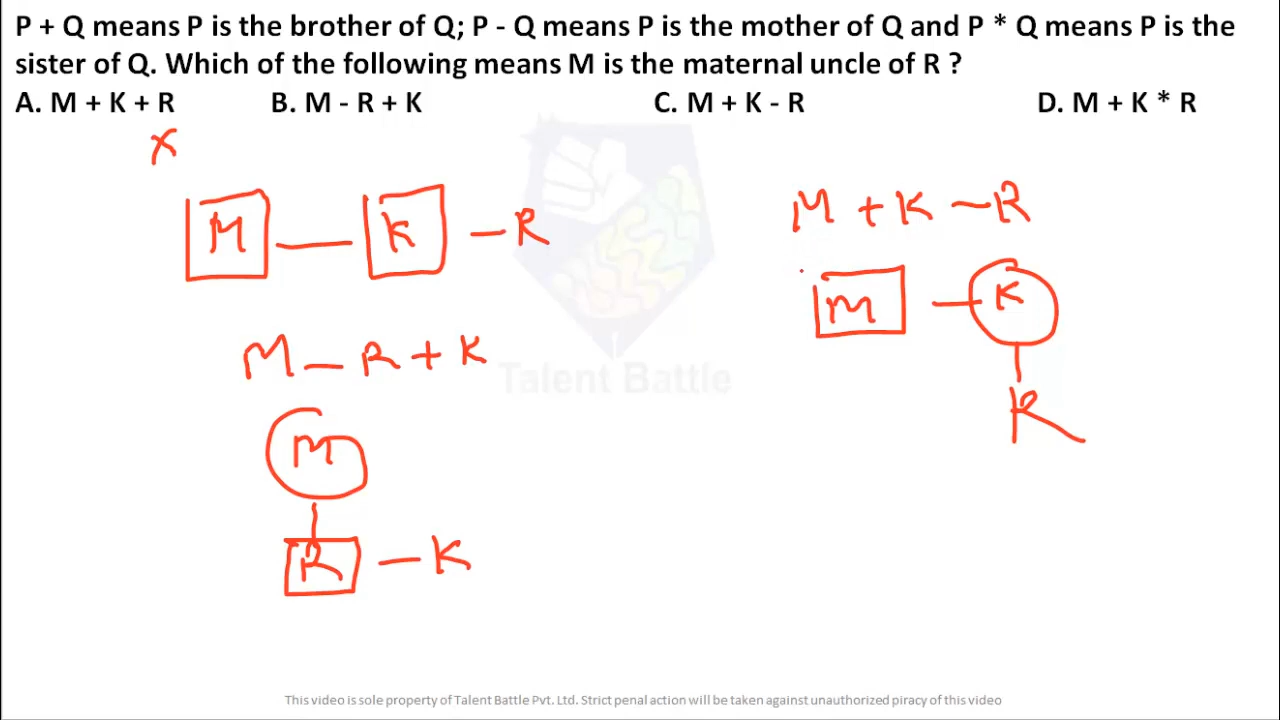 P + Q means P is the brother of Q; P - Q means P is the mother of Q and P * Q means P is the
sister of Q. Which of the following means M is the maternal uncle of R ?
A. M + K + R B. M - R + K C. M + K - R D. M + K * R
x
M — K — R
M + K — R
M — K
R
M — R + K
M
R — K
Talent Battle
This video is sole property of Talent Battle Pvt. Ltd. Strict penal action will be taken against unauthorized piracy of this video